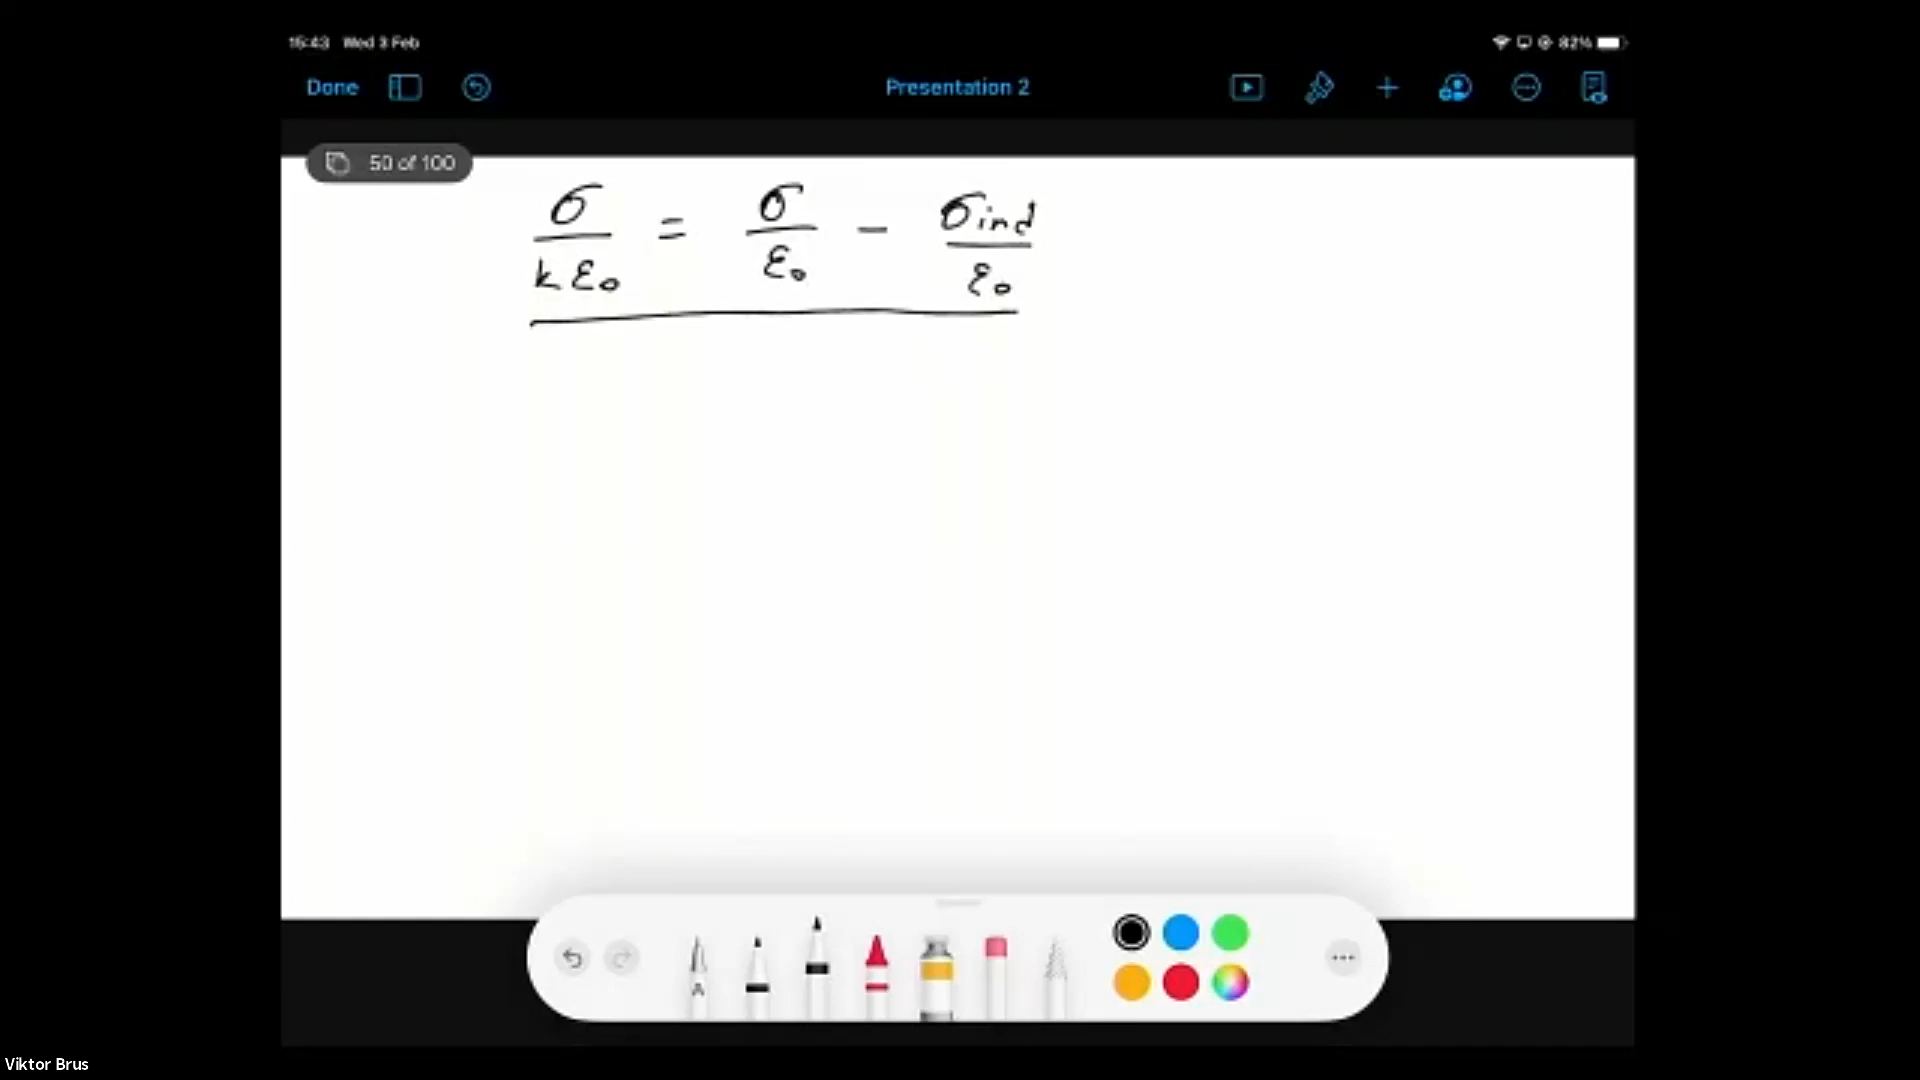 15:43 Wed 3 Feb
82%
Done
Presentation 2
50 of 100
σ/kε₀ = σ/ε₀ - σind/ε₀
A
Viktor Brus